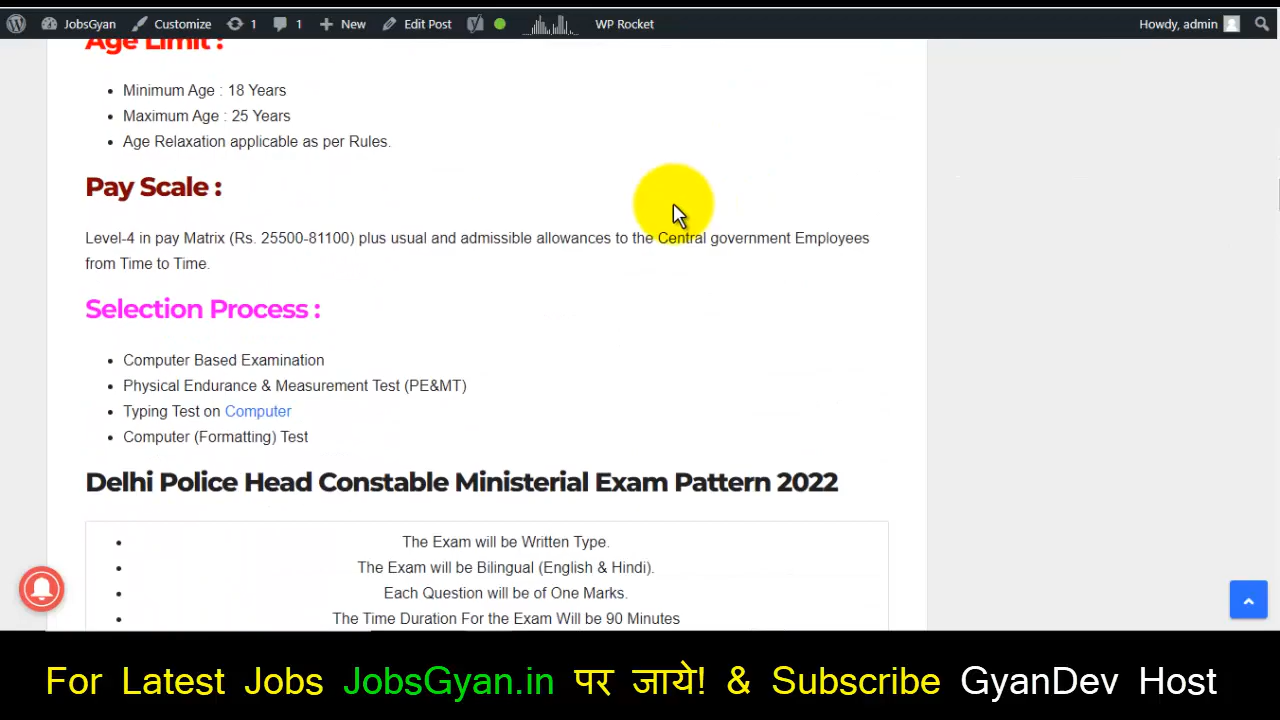 JobsGyan Customize 1 1 New Edit Post WP Rocket Howdy, admin
Age Limit :
Minimum Age : 18 Years
Maximum Age : 25 Years
Age Relaxation applicable as per Rules.
Pay Scale :
Level-4 in pay Matrix (Rs. 25500-81100) plus usual and admissible allowances to the Central government Employees
from Time to Time.
Selection Process :
Computer Based Examination
Physical Endurance & Measurement Test (PE&MT)
Typing Test on Computer
Computer (Formatting) Test
Delhi Police Head Constable Ministerial Exam Pattern 2022
The Exam will be Written Type.
The Exam will be Bilingual (English & Hindi).
Each Question will be of One Marks.
The Time Duration For the Exam Will be 90 Minutes
For Latest Jobs JobsGyan.in पर जाये! & Subscribe GyanDev Host